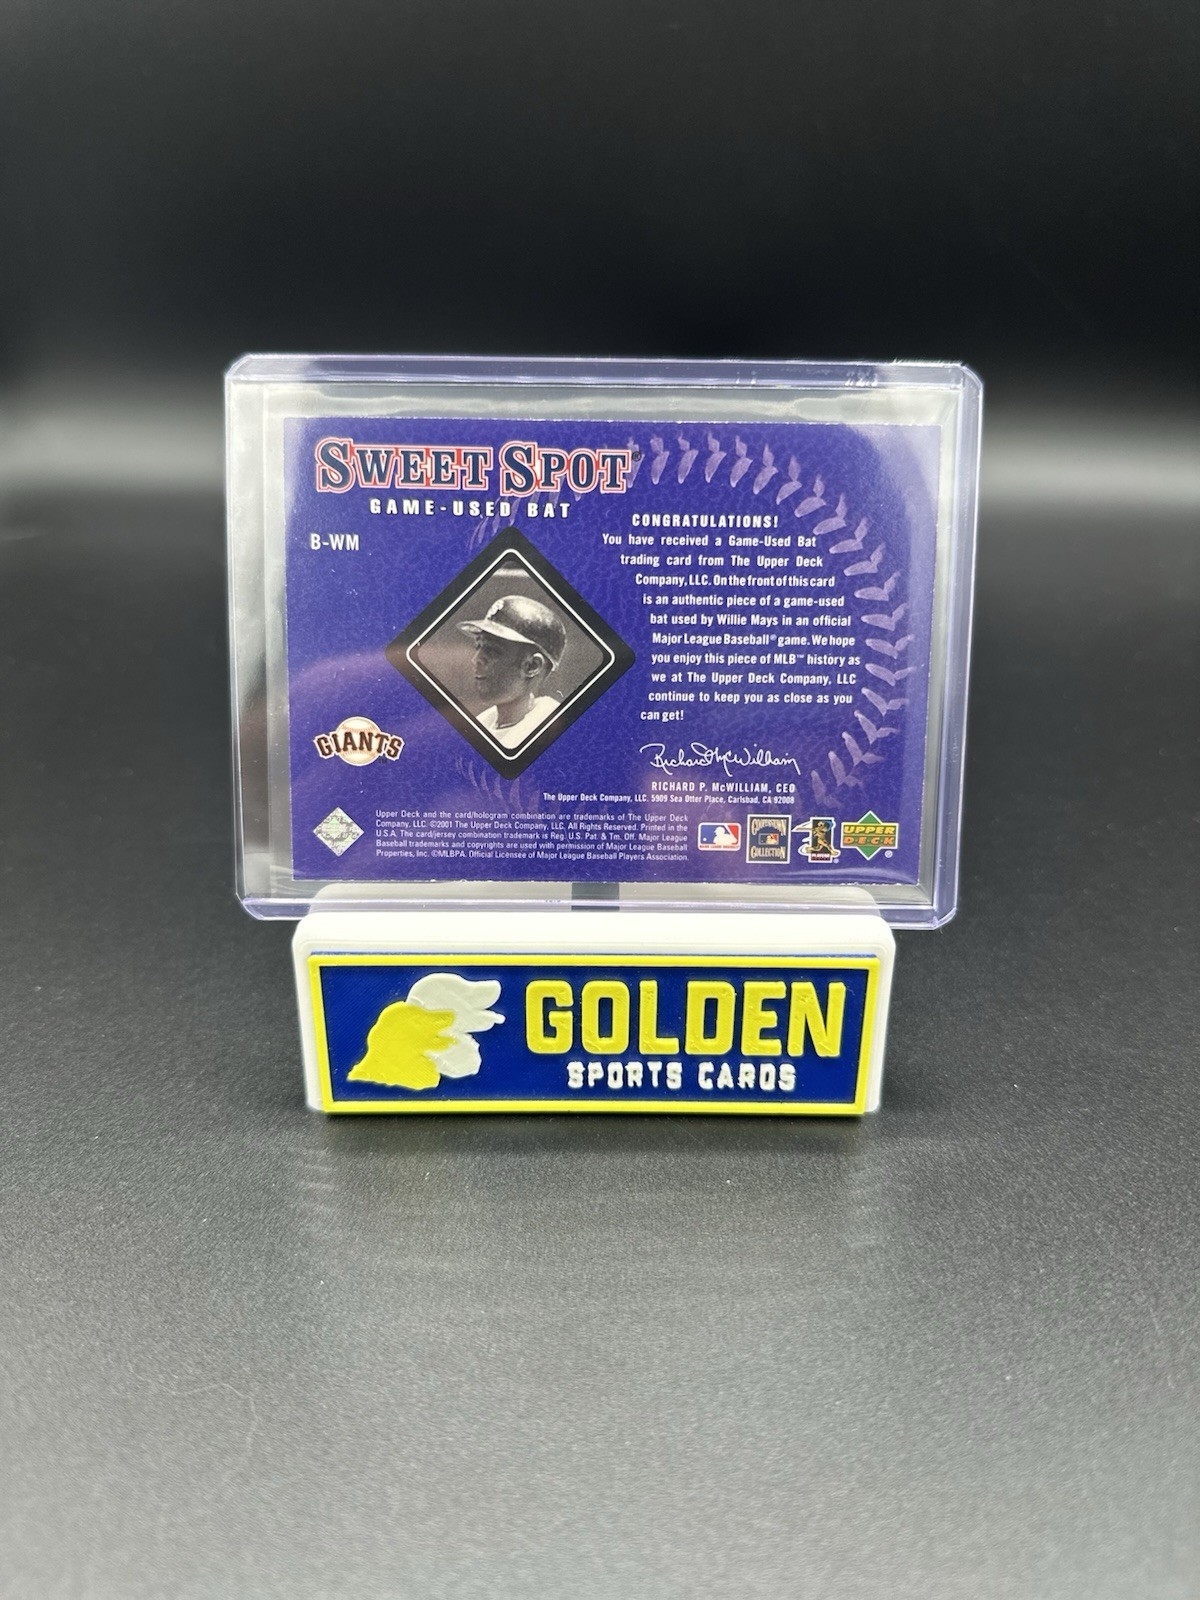 SWEET SPOT®
GAME-USED BAT
B-WM
CONGRATULATIONS!
You have received a Game-Used Bat
trading card from The Upper Deck
Company, LLC. On the front of this card
is an authentic piece of a game-used
bat used by Willie Mays in an official
Major League Baseball® game. We hope
you enjoy this piece of MLB™ history as
we at The Upper Deck Company, LLC
continue to keep you as close as you
can get!
Richard McWilliam
RICHARD P. McWILLIAM, CEO
The Upper Deck Company, LLC. 5909 Sea Otter Place, Carlsbad, CA 92008
GIANTS
Upper Deck and the card/hologram combination are trademarks of The Upper Deck
Company, LLC. ©2001 The Upper Deck Company, LLC. All Rights Reserved. Printed in the
U.S.A. The card/jersey combination trademark is Reg. U.S. Pat. & Tm. Off. Major League
Baseball trademarks and copyrights are used with permission of Major League Baseball
Properties, Inc. ©MLBPA. Official Licensee of Major League Baseball Players Association.
COOPERSTOWN
COLLECTION
UPPER
DECK
®
GOLDEN
SPORTS CARDS